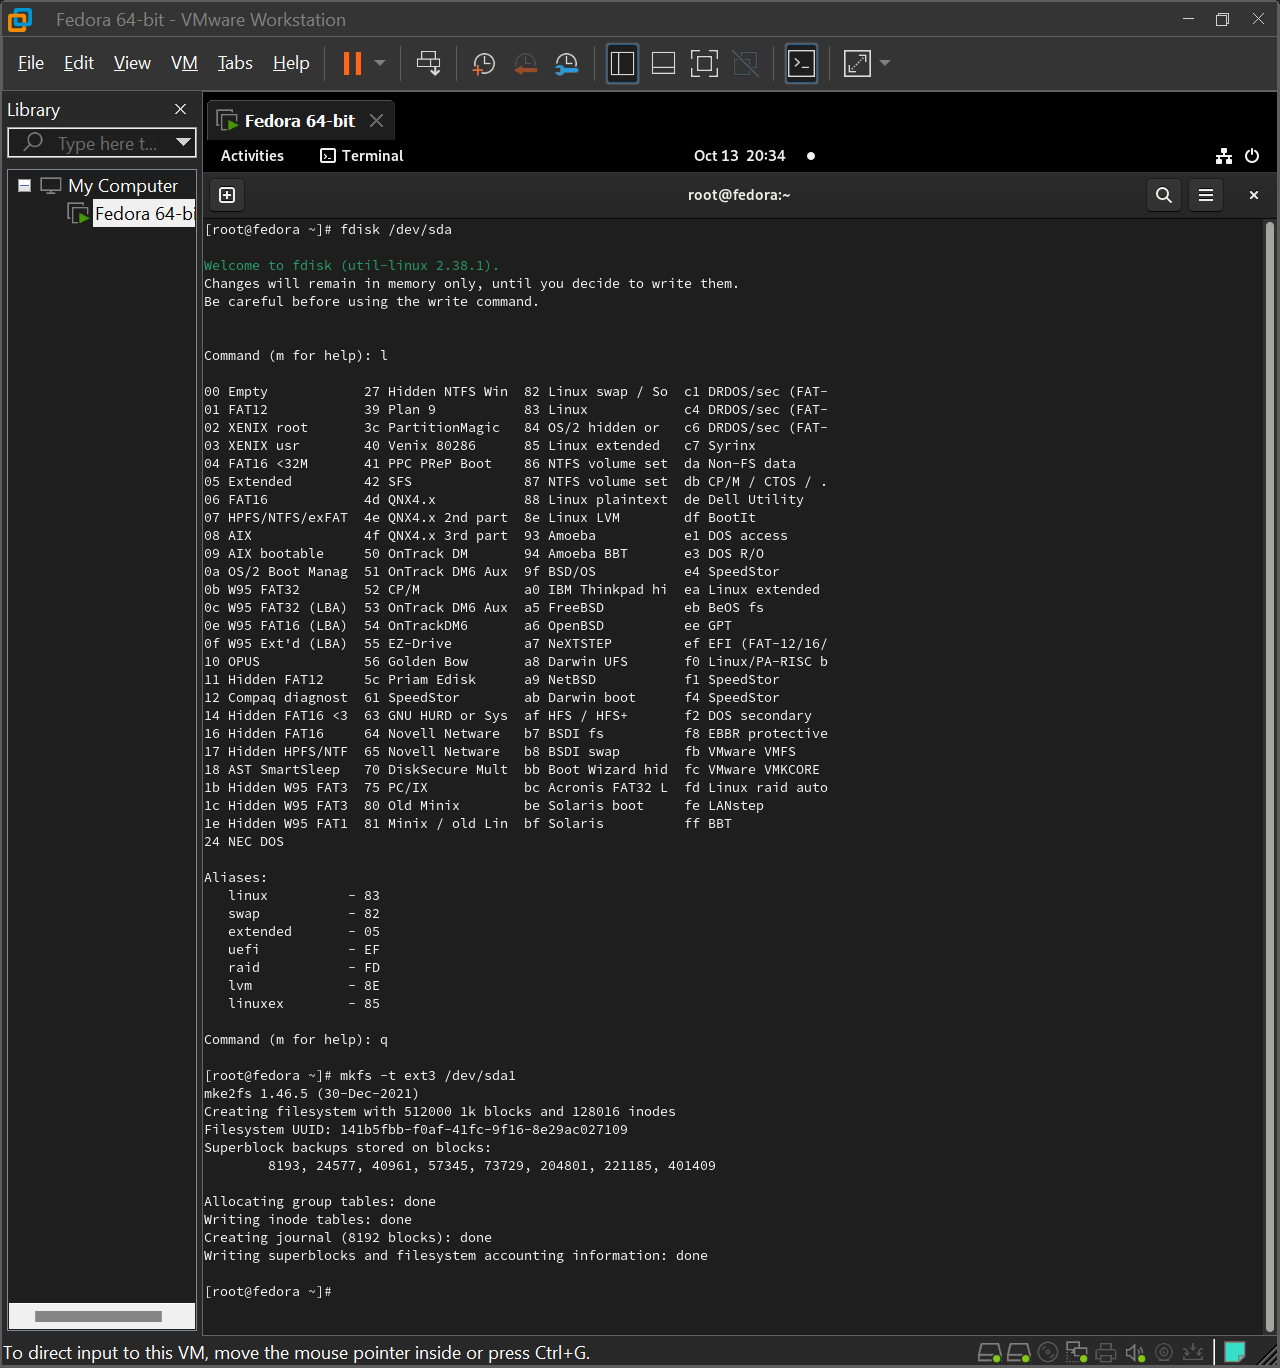 Fedora 64-bit - VMware Workstation
File Edit View VM Tabs Help
Library
Type here t...
My Computer
Fedora 64-bi
Fedora 64-bit
Activities Terminal Oct 13 20:34
root@fedora:~
[root@fedora ~]# fdisk /dev/sda
Welcome to fdisk (util-linux 2.38.1).
Changes will remain in memory only, until you decide to write them.
Be careful before using the write command.
Command (m for help): l
00 Empty 27 Hidden NTFS Win 82 Linux swap / So c1 DRDOS/sec (FAT-
01 FAT12 39 Plan 9 83 Linux c4 DRDOS/sec (FAT-
02 XENIX root 3c PartitionMagic 84 OS/2 hidden or c6 DRDOS/sec (FAT-
03 XENIX usr 40 Venix 80286 85 Linux extended c7 Syrinx
04 FAT16 <32M 41 PPC PReP Boot 86 NTFS volume set da Non-FS data
05 Extended 42 SFS 87 NTFS volume set db CP/M / CTOS / .
06 FAT16 4d QNX4.x 88 Linux plaintext de Dell Utility
07 HPFS/NTFS/exFAT 4e QNX4.x 2nd part 8e Linux LVM df BootIt
08 AIX 4f QNX4.x 3rd part 93 Amoeba e1 DOS access
09 AIX bootable 50 OnTrack DM 94 Amoeba BBT e3 DOS R/O
0a OS/2 Boot Manag 51 OnTrack DM6 Aux 9f BSD/OS e4 SpeedStor
0b W95 FAT32 52 CP/M a0 IBM Thinkpad hi ea Linux extended
0c W95 FAT32 (LBA) 53 OnTrack DM6 Aux a5 FreeBSD eb BeOS fs
0e W95 FAT16 (LBA) 54 OnTrackDM6 a6 OpenBSD ee GPT
0f W95 Ext'd (LBA) 55 EZ-Drive a7 NeXTSTEP ef EFI (FAT-12/16/
10 OPUS 56 Golden Bow a8 Darwin UFS f0 Linux/PA-RISC b
11 Hidden FAT12 5c Priam Edisk a9 NetBSD f1 SpeedStor
12 Compaq diagnost 61 SpeedStor ab Darwin boot f4 SpeedStor
14 Hidden FAT16 <3 63 GNU HURD or Sys af HFS / HFS+ f2 DOS secondary
16 Hidden FAT16 64 Novell Netware b7 BSDI fs f8 EBBR protective
17 Hidden HPFS/NTF 65 Novell Netware b8 BSDI swap fb VMware VMFS
18 AST SmartSleep 70 DiskSecure Mult bb Boot Wizard hid fc VMware VMKCORE
1b Hidden W95 FAT3 75 PC/IX bc Acronis FAT32 L fd Linux raid auto
1c Hidden W95 FAT3 80 Old Minix be Solaris boot fe LANstep
1e Hidden W95 FAT1 81 Minix / old Lin bf Solaris ff BBT
24 NEC DOS
Aliases:
linux - 83
swap - 82
extended - 05
uefi - EF
raid - FD
lvm - 8E
linuxex - 85
Command (m for help): q
[root@fedora ~]# mkfs -t ext3 /dev/sda1
mke2fs 1.46.5 (30-Dec-2021)
Creating filesystem with 512000 1k blocks and 128016 inodes
Filesystem UUID: 141b5fbb-f0af-41fc-9f16-8e29ac027109
Superblock backups stored on blocks:
8193, 24577, 40961, 57345, 73729, 204801, 221185, 401409
Allocating group tables: done
Writing inode tables: done
Creating journal (8192 blocks): done
Writing superblocks and filesystem accounting information: done
[root@fedora ~]#
To direct input to this VM, move the mouse pointer inside or press Ctrl+G.